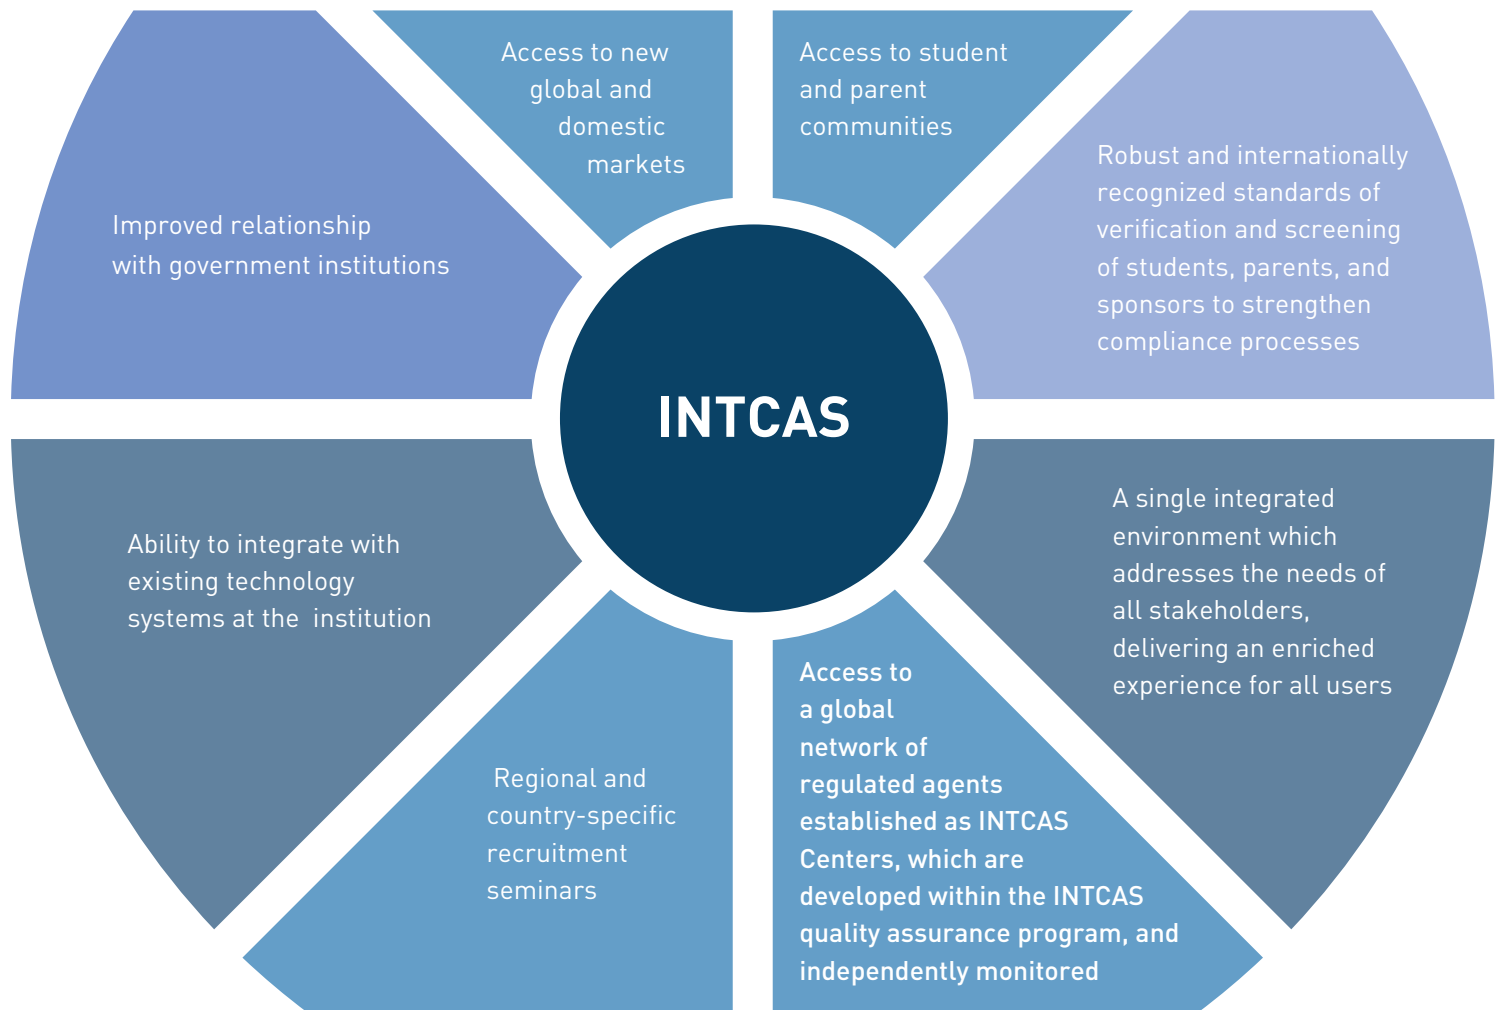 Access to new
global and
domestic
markets
Access to student
and parent
communities
Robust and internationally
recognized standards of
verification and screening
of students, parents, and
sponsors to strengthen
compliance processes
Improved relationship
with government institutions
INTCAS
A single integrated
environment which
addresses the needs of
all stakeholders,
delivering an enriched
experience for all users
Ability to integrate with
existing technology
systems at the institution
Access to
a global
network of
regulated agents
established as INTCAS
Centers, which are
developed within the INTCAS
quality assurance program, and
independently monitored
Regional and
country-specific
recruitment
seminars